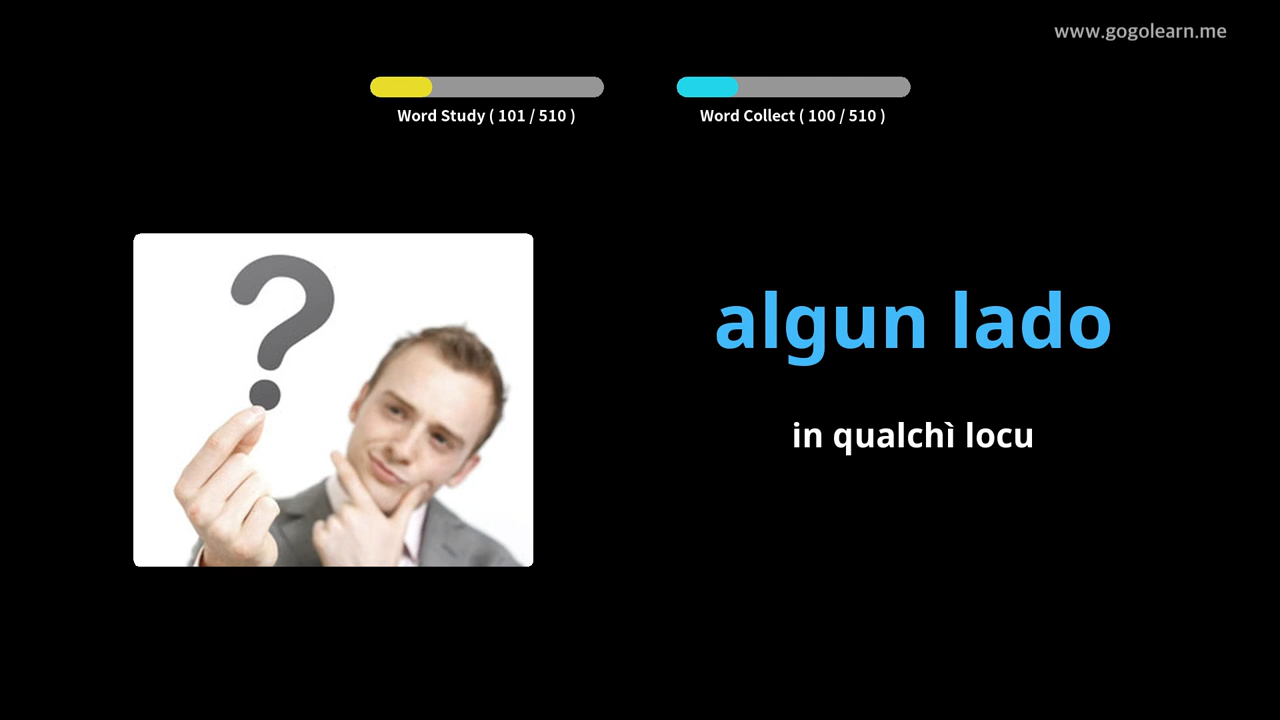 www.gogolearn.me
Word Study ( 101 / 510 )
Word Collect ( 100 / 510 )
algun lado
in qualchì locu